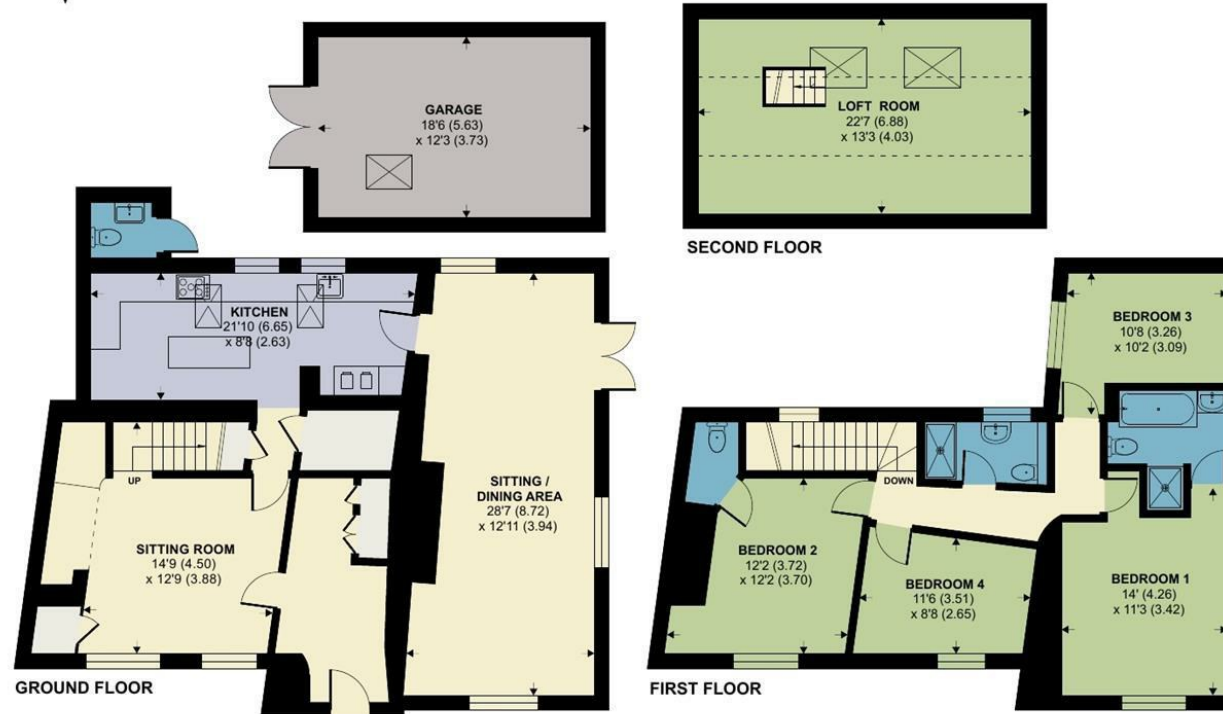 GARAGE
18'6 (5.63)
x 12'3 (3.73)
LOFT ROOM
22'7 (6.88)
x 13'3 (4.03)
SECOND FLOOR
KITCHEN
21'10 (6.65)
x 8'8 (2.63)
UP
SITTING ROOM
14'9 (4.50)
x 12'9 (3.88)
SITTING /
DINING AREA
28'7 (8.72)
x 12'11 (3.94)
GROUND FLOOR
BEDROOM 3
10'8 (3.26)
x 10'2 (3.09)
DOWN
BEDROOM 2
12'2 (3.72)
x 12'2 (3.70)
BEDROOM 4
11'6 (3.51)
x 8'8 (2.65)
BEDROOM 1
14' (4.26)
x 11'3 (3.42)
FIRST FLOOR